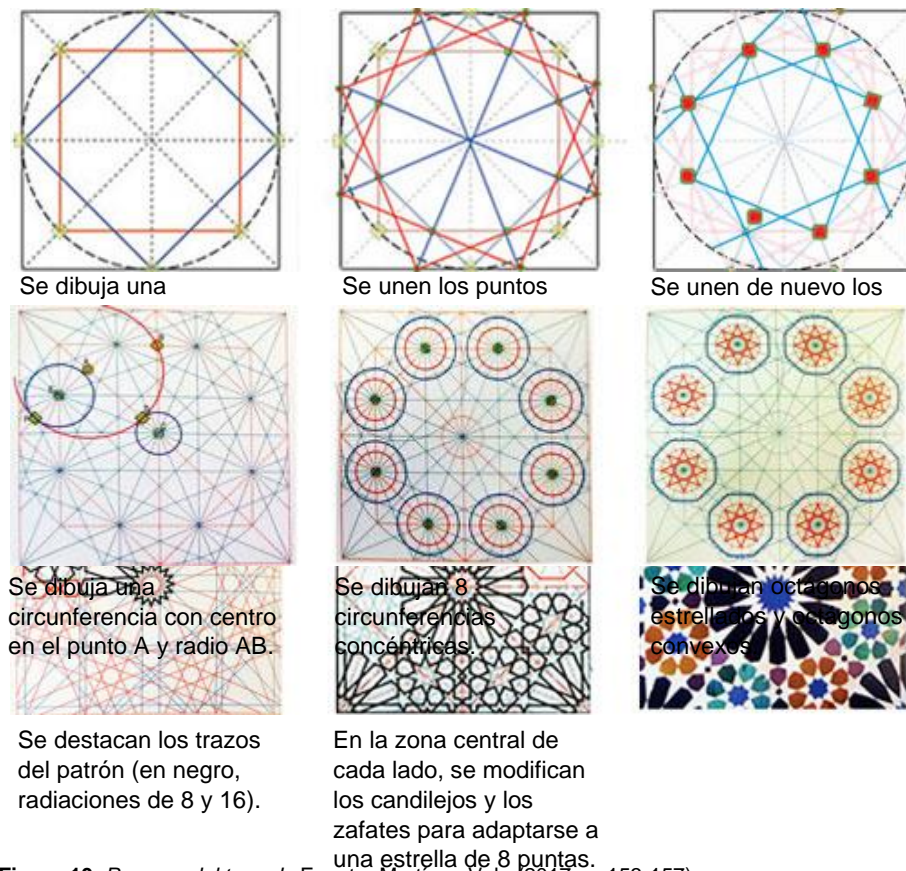 Se dibuja una
Se unen los puntos
Se unen de nuevo los
Se dibuja una
circunferencia con centro
en el punto A y radio AB.
Se dibujan 8
circunferencias
concéntricas.
Se dibujan octágonos
estrellados y octágonos
convexos.
Se destacan los trazos
del patrón (en negro,
radiaciones de 8 y 16).
En la zona central de
cada lado, se modifican
los candilejos y los
zafates para adaptarse a
una estrella de 8 puntas.